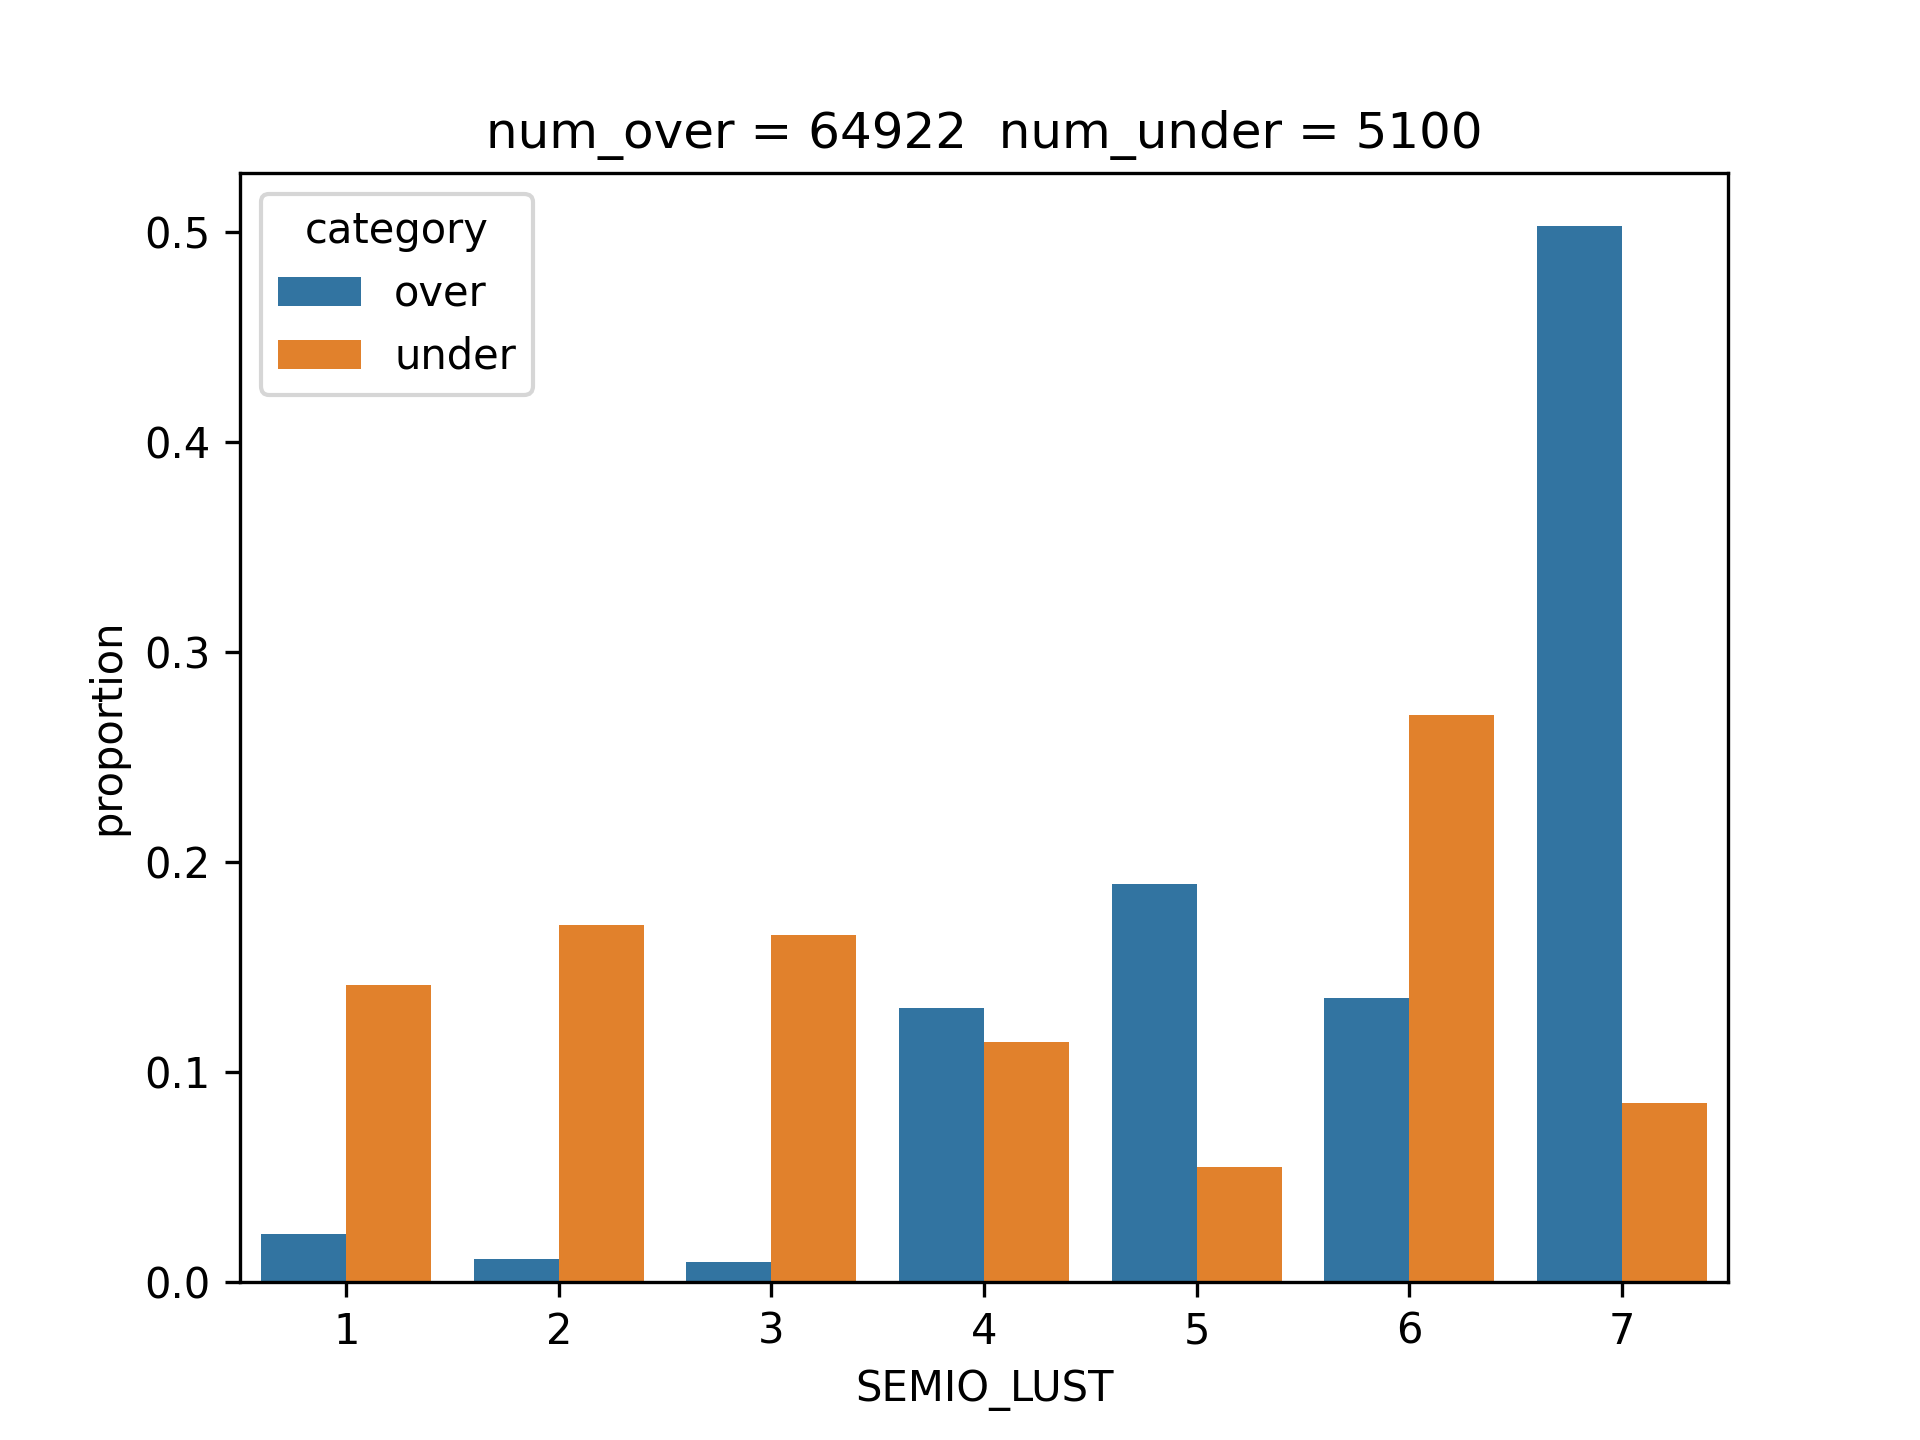 num_over = 64922  num_under = 5100
category
over
under
0.5
0.4
0.3
0.2
0.1
0.0
proportion
1 2 3 4 5 6 7
SEMIO_LUST